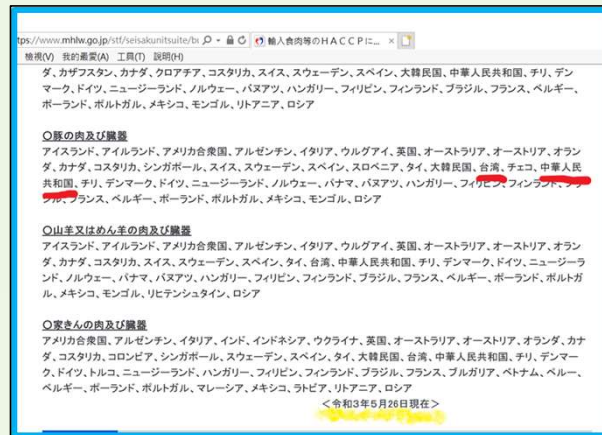 tps://www.mhlw.go.jp/stf/seisakunitsuite/bu
輸入食肉等のHACCPに...
檢視(V) 我的最愛(A) 工具(T) 說明(H)
ダ、カザフスタン、カナダ、クロアチア、コスタリカ、スイス、スウェーデン、スペイン、大韓民国、中華人民共和国、チリ、デン
マーク、ドイツ、ニュージーランド、ノルウェー、バヌアツ、ハンガリー、フィリピン、フィンランド、ブラジル、フランス、ベルギー、
ポーランド、ポルトガル、メキシコ、モンゴル、リトアニア、ロシア
〇豚の肉及び臓器
アイスランド、アイルランド、アメリカ合衆国、アルゼンチン、イタリア、ウルグアイ、英国、オーストラリア、オーストリア、オラン
ダ、カナダ、コスタリカ、シンガポール、スイス、スウェーデン、スペイン、スロベニア、タイ、大韓民国、台湾、チェコ、中華人民
共和国、チリ、デンマーク、ドイツ、ニュージーランド、ノルウェー、パナマ、バヌアツ、ハンガリー、フィリピン、フィンランド、ブラ
ジル、フランス、ベルギー、ポーランド、ポルトガル、メキシコ、モンゴル、ロシア
〇山羊又はめん羊の肉及び臓器
アイスランド、アイルランド、アメリカ合衆国、アルゼンチン、イタリア、ウルグアイ、英国、オーストラリア、オーストリア、オラン
ダ、カナダ、コスタリカ、スイス、スウェーデン、スペイン、タイ、台湾、中華人民共和国、チリ、デンマーク、ドイツ、ニュージーラ
ンド、ノルウェー、パナマ、バヌアツ、ハンガリー、フィリピン、フィンランド、ブラジル、フランス、ベルギー、ポーランド、ポルトガ
ル、メキシコ、モンゴル、リヒテンシュタイン、ロシア
〇家きんの肉及び臓器
アメリカ合衆国、アルゼンチン、イタリア、インド、インドネシア、ウクライナ、英国、オーストラリア、オーストリア、オランダ、カナ
ダ、コスタリカ、コロンビア、シンガポール、スウェーデン、スペイン、タイ、大韓民国、台湾、中華人民共和国、チリ、デンマー
ク、ドイツ、トルコ、ニュージーランド、ハンガリー、フィリピン、フィンランド、ブラジル、フランス、ブルガリア、ベトナム、ペルー、
ベルギー、ポーランド、ポルトガル、マレーシア、メキシコ、ラトビア、リトアニア、ロシア
＜令和3年5月26日現在＞